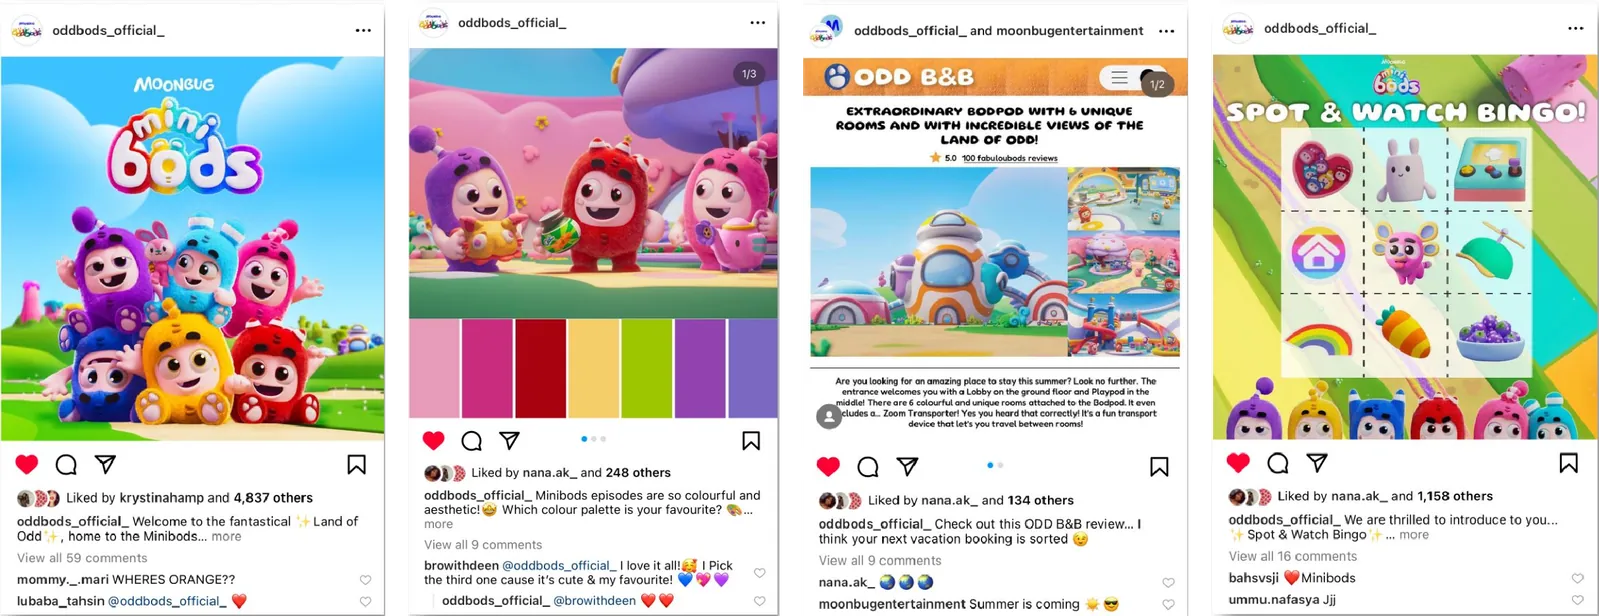 oddbods_official_
MOONBUG
mini
bods
Liked by krystinahamp and 4,837 others
oddbods_official_ Welcome to the fantastical ✨Land of
Odd✨, home to the Minibods... more
View all 59 comments
mommy._.mari WHERES ORANGE??
lubaba_tahsin @oddbods_official_ ❤️
oddbods_official_
1/3
Liked by nana.ak_ and 248 others
oddbods_official_ Minibods episodes are so colourful and
aesthetic!🤩 Which colour palette is your favourite? 🎨...
more
View all 9 comments
browithdeen @oddbods_official_ I love it all!🥰 I Pick
the third one cause it's cute & my favourite! 💙💖💜
oddbods_official_ @browithdeen ❤️ ❤️
oddbods_official_ and moonbugentertainment
ODD B&B
1/2
EXTRAORDINARY BODPOD WITH 6 UNIQUE
ROOMS AND WITH INCREDIBLE VIEWS OF THE
LAND OF ODD!
5.0 100 fabuloubods reviews
Are you looking for an amazing place to stay this summer? Look no further. The
entrance welcomes you with a Lobby on the ground floor and Playpod in the
middle! There are 6 colourful and unique rooms attached to the Bodpod. It even
cludes a... Zoom Transporter! Yes you heard that correctly! It's a fun transport
device that let's you travel between rooms!
Liked by nana.ak_ and 134 others
oddbods_official_ Check out this ODD B&B review... I
think your next vacation booking is sorted 😉
View all 9 comments
nana.ak_ 🌎🌎🌎
moonbugentertainment Summer is coming ☀️ 😎
oddbods_official_
MOONBUG
mini
bods
SPOT & WATCH BINGO!
Liked by nana.ak_ and 1,158 others
oddbods_official_ We are thrilled to introduce to you...
✨Spot & Watch Bingo✨ ... more
View all 16 comments
bahsvsji ❤️Minibods
ummu.nafasya Jjj